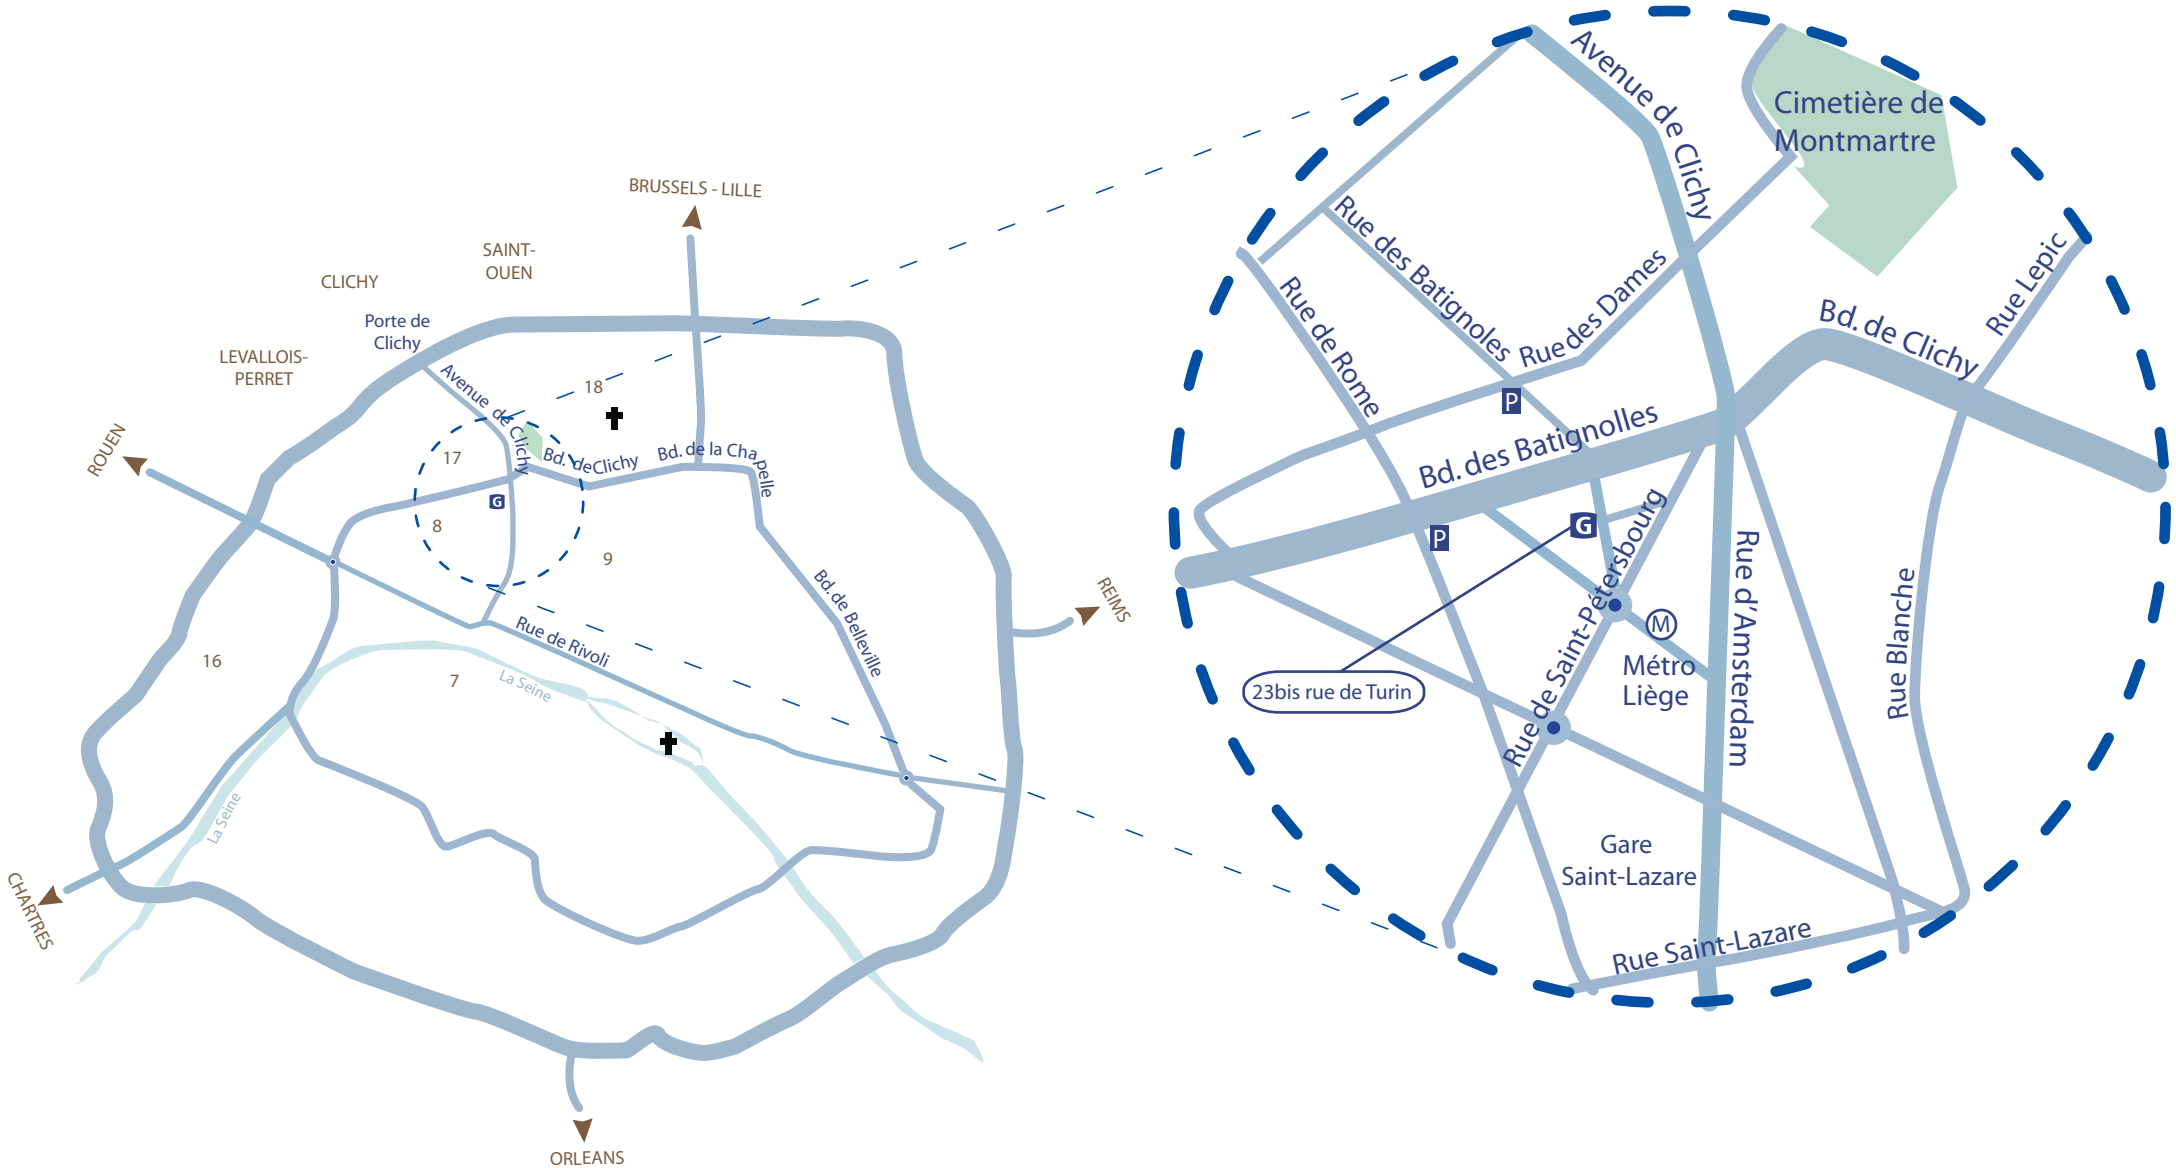 BRUSSELS - LILLE
SAINT-
OUEN
CLICHY
Porte de
Clichy
LEVALLOIS-
PERRET
Avenue de Clichy
18
17
Bd. de Clichy
Bd. de la Chapelle
ROUEN
G
8
9
Bd. de Belleville
REIMS
Rue de Rivoli
16
7
La Seine
La Seine
CHARTRES
ORLEANS
Avenue de Clichy
Cimetière de
Montmartre
Rue des Batignoles
Rue des Dames
Rue Lepic
Rue de Rome
Bd. de Clichy
P
Bd. des Batignolles
P
G
Rue de Saint-Pétersbourg
M
Métro
Liège
23bis rue de Turin
Rue d'Amsterdam
Rue Blanche
Gare
Saint-Lazare
Rue Saint-Lazare